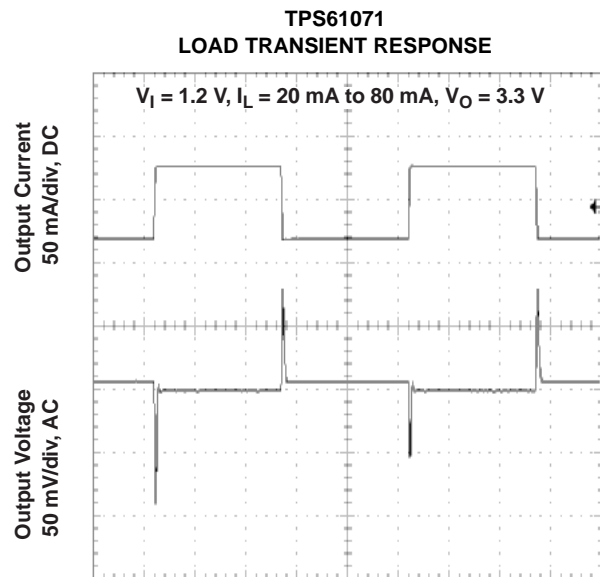 TPS61071
LOAD TRANSIENT RESPONSE
V_I = 1.2 V, I_L = 20 mA to 80 mA, V_O = 3.3 V
Output Current
50 mA/div, DC
Output Voltage
50 mV/div, AC